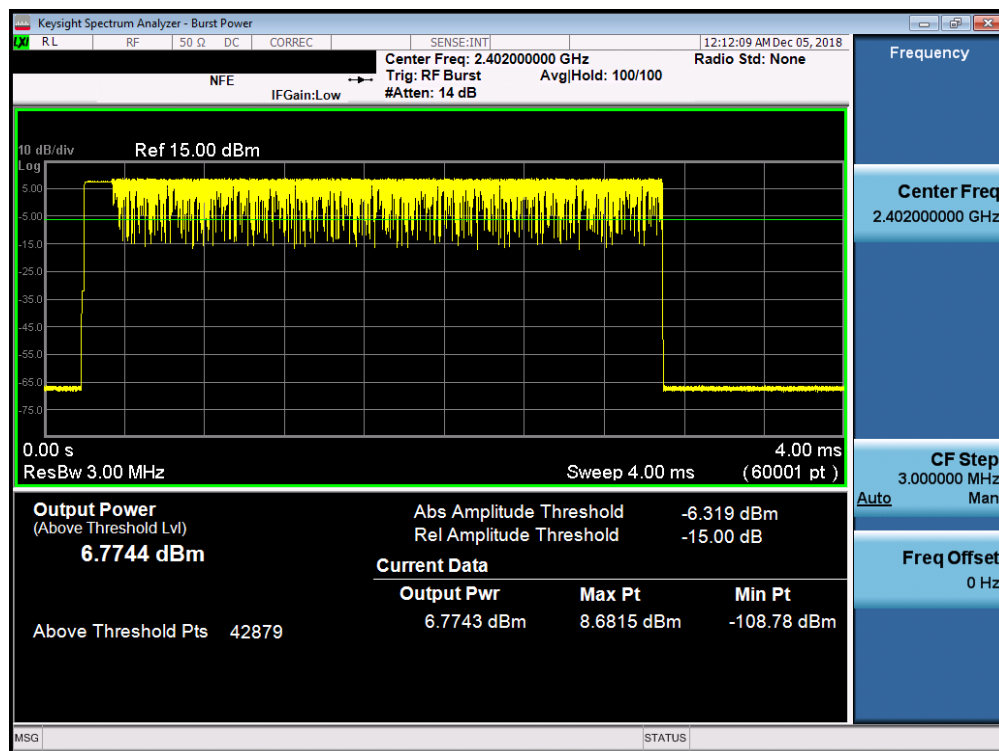 Keysight Spectrum Analyzer - Burst Power
LXI RL RF 50 Ω DC CORREC SENSE:INT 12:12:09 AM Dec 05, 2018
Center Freq: 2.402000000 GHz Radio Std: None
NFE Trig: RF Burst Avg|Hold: 100/100
IFGain:Low #Atten: 14 dB
Frequency
10 dB/div Ref 15.00 dBm
Log
5.00
-5.00
-15.0
-25.0
-35.0
-45.0
-55.0
-65.0
-75.0
0.00 s 4.00 ms
ResBw 3.00 MHz Sweep 4.00 ms (60001 pt)
Center Freq
2.402000000 GHz
CF Step
3.000000 MHz
Auto Man
Freq Offset
0 Hz
Output Power
(Above Threshold Lvl)
6.7744 dBm
Above Threshold Pts 42879
Abs Amplitude Threshold -6.319 dBm
Rel Amplitude Threshold -15.00 dB
Current Data
Output Pwr Max Pt Min Pt
6.7743 dBm 8.6815 dBm -108.78 dBm
MSG STATUS